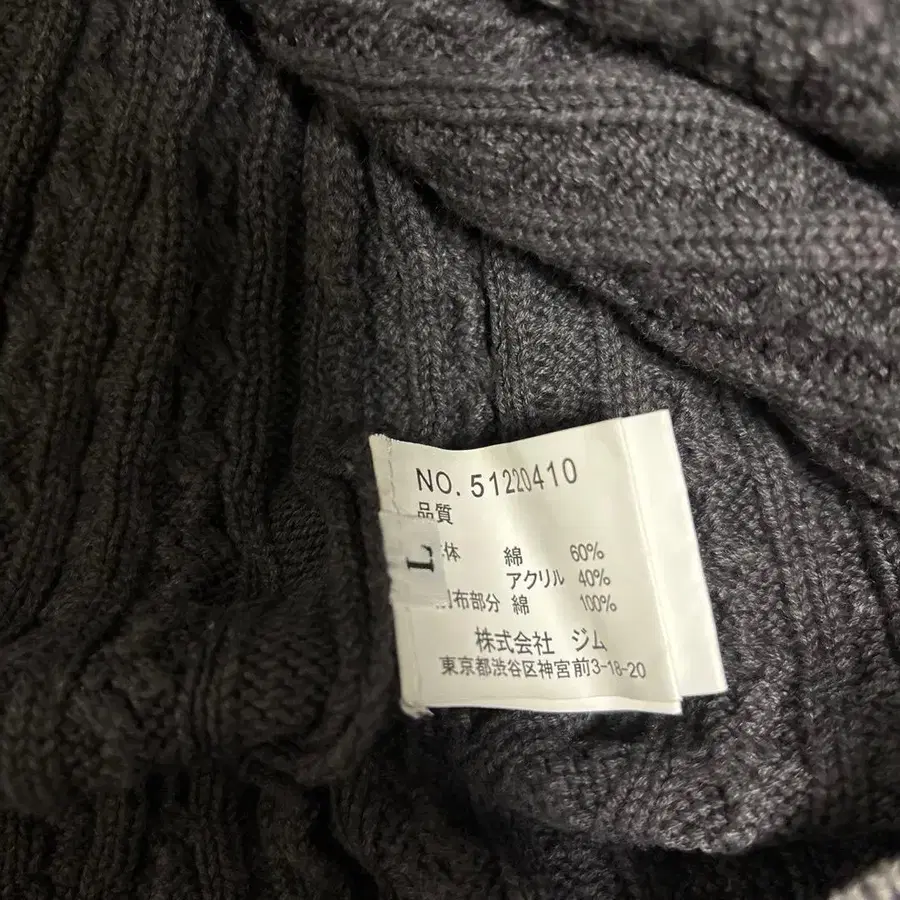 NO. 51220410
品質
体 綿 60%
アクリル 40%
布部分 綿 100%
株式会社 ジム
東京都渋谷区神宮前3-18-20
L